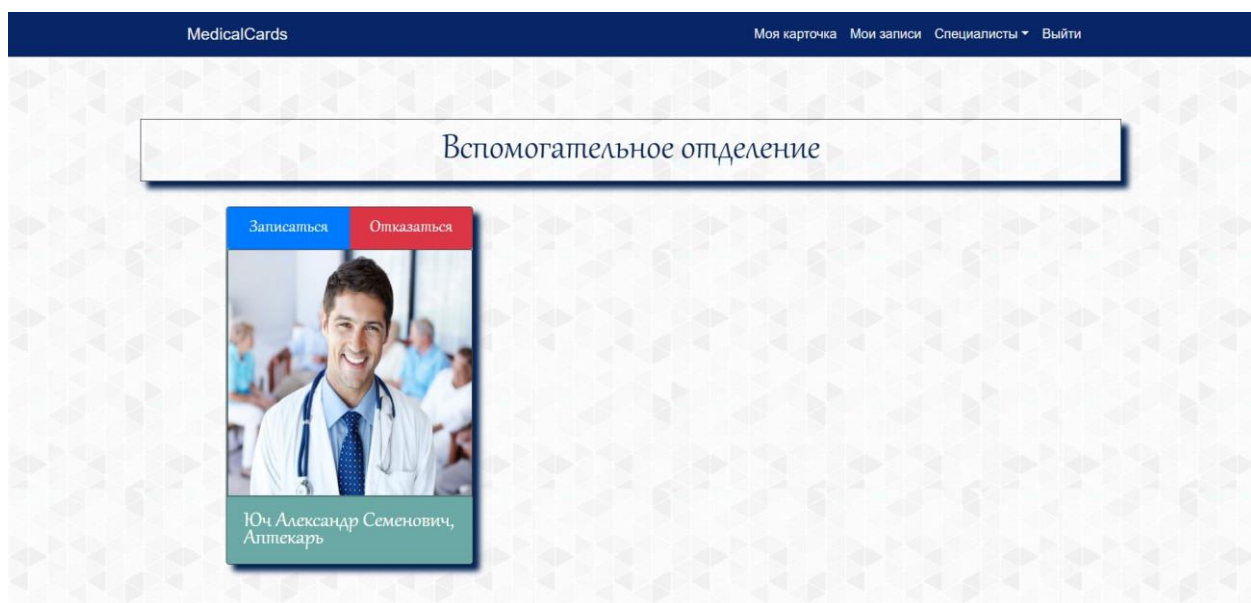 MedicalCards
Моя карточка Мои записи Специалисты Выйти
Вспомогательное отделение
Записаться Отказаться
Юч Александр Семенович,
Аптекарь